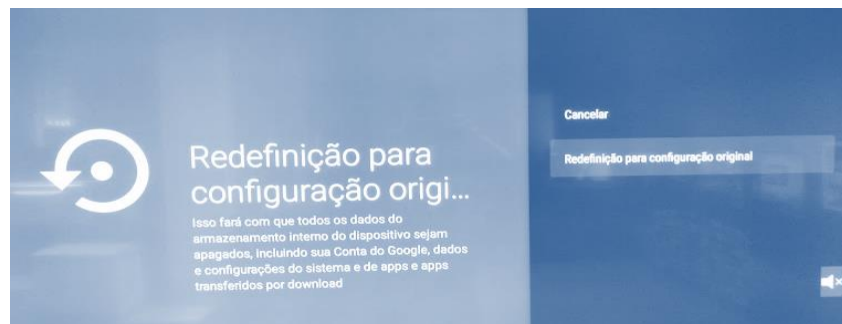 Redefinição para
configuração origi...
Isso fará com que todos os dados do
armazenamento interno do dispositivo sejam
apagados, incluindo sua Conta do Google, dados
e configurações do sistema e de apps e apps
transferidos por download
Cancelar
Redefinição para configuração original